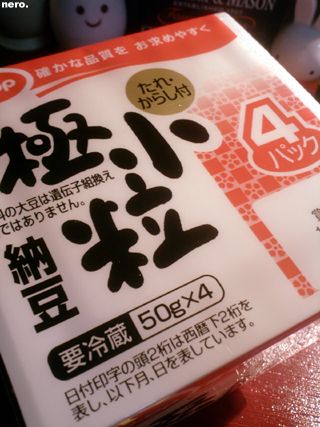 nero.
& MASON
確かな品質を お求めやすく
たれ・
からし付
極小粒
納豆
4
パック
の大豆は遺伝子組換え
ではありません。
要冷蔵 50g×4
日付印字の頭2桁は西暦下2桁を
表し、以下月、日を表しています。